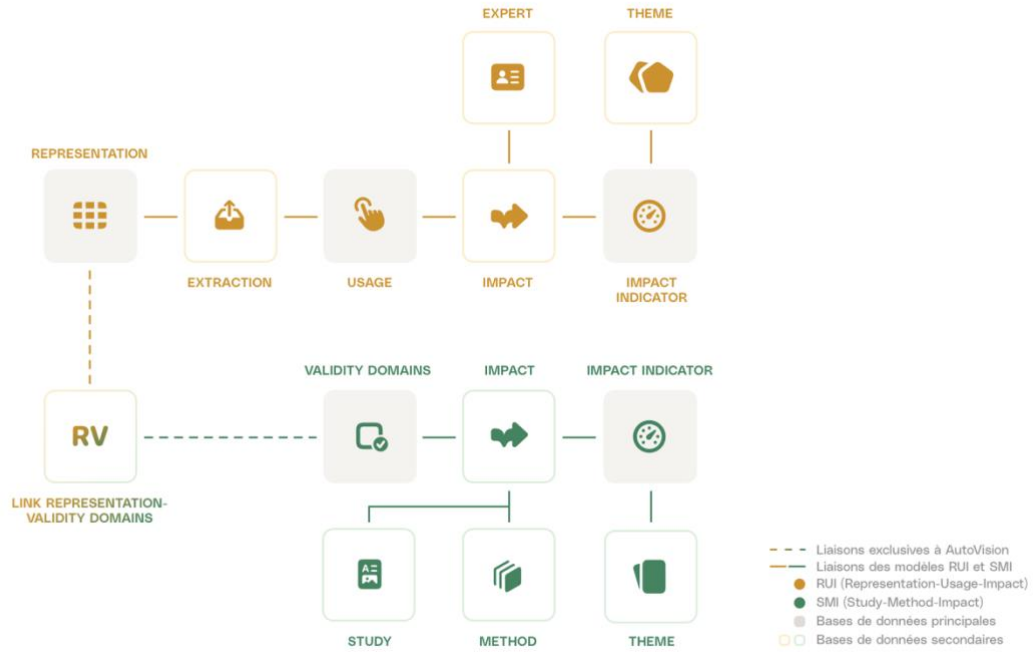 EXPERT
THEME
REPRESENTATION
EXTRACTION
USAGE
IMPACT
IMPACT
INDICATOR
VALIDITY DOMAINS
IMPACT
IMPACT INDICATOR
RV
LINK REPRESENTATION-
VALIDITY DOMAINS
STUDY
METHOD
THEME
Liaisons exclusives à AutoVision
Liaisons des modèles RUI et SMI
RUI (Representation-Usage-Impact)
SMI (Study-Method-Impact)
Bases de données principales
Bases de données secondaires